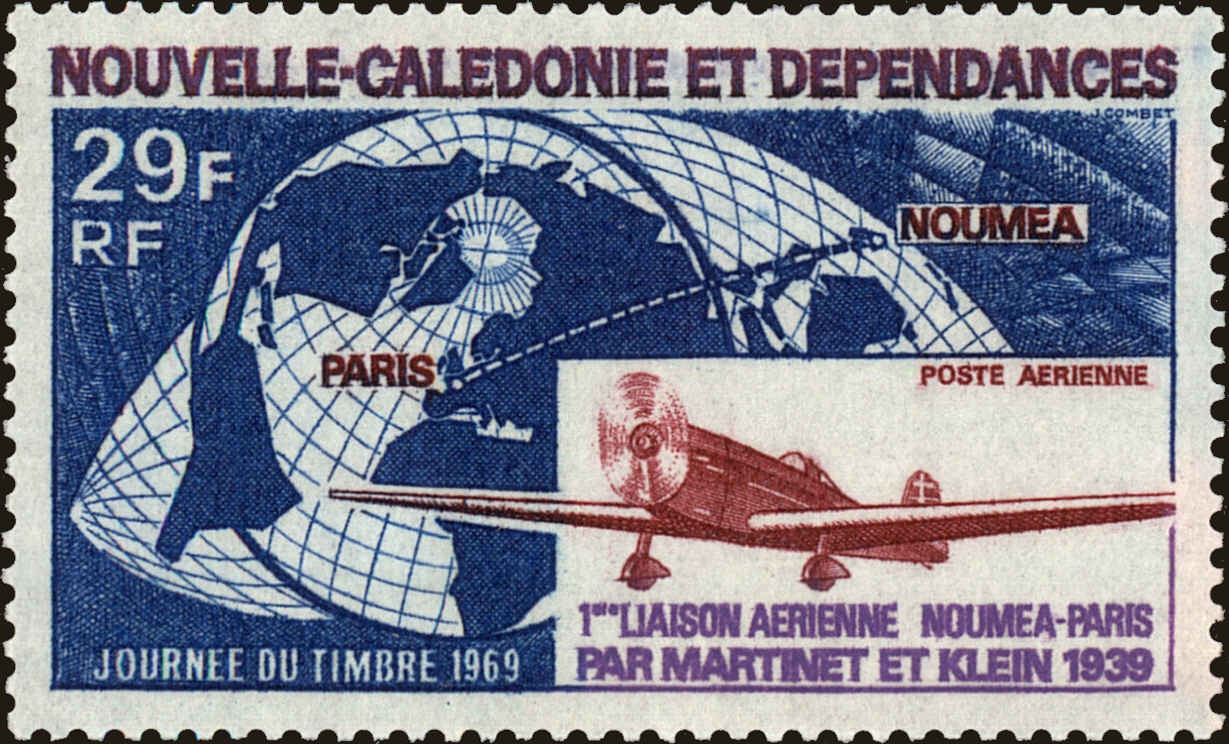 NOUVELLE-CALEDONIE ET DEPENDANCES
J.COMBET
29F
RF
NOUMEA
PARIS
POSTE AERIENNE
1ère LIAISON AERIENNE NOUMEA-PARIS
PAR MARTINET ET KLEIN 1939
JOURNEE DU TIMBRE 1969